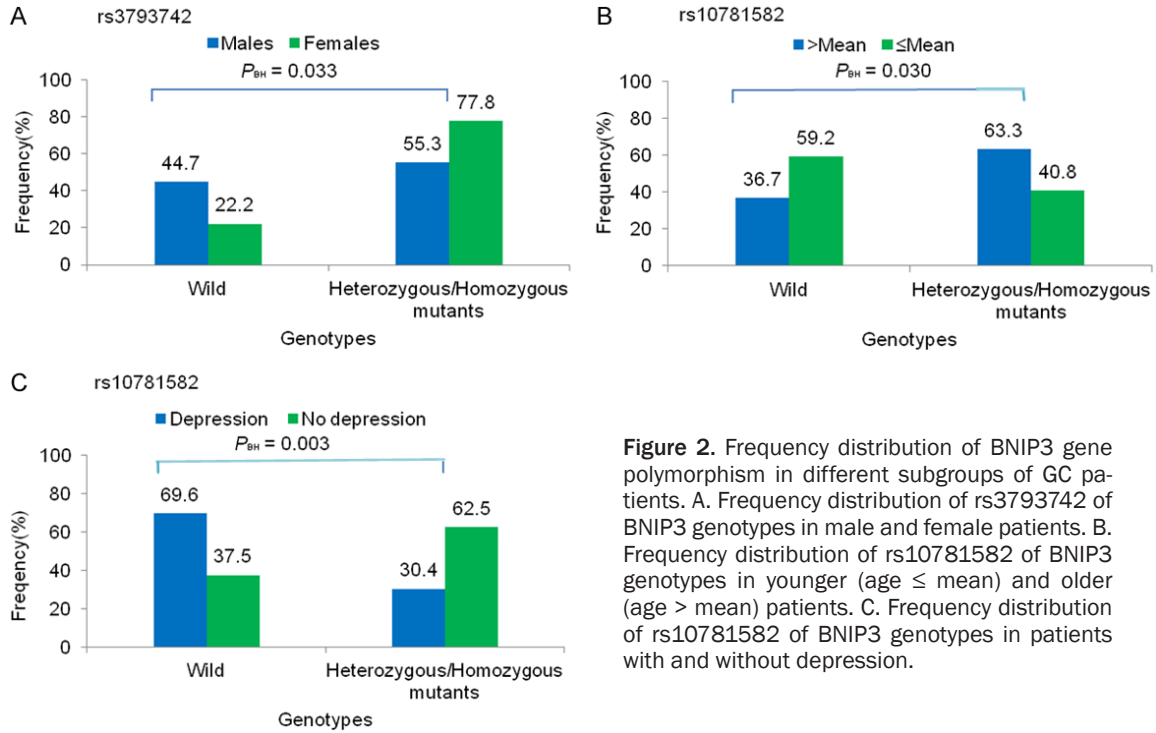 A
rs3793742
Males Females
P_BH = 0.033
100
80
60
40
20
0
Frequency(%)
44.7
22.2
55.3
77.8
Wild
Heterozygous/Homozygous
mutants
Genotypes
B
rs10781582
>Mean ≤Mean
P_BH = 0.030
100
80
60
40
20
0
Frequency(%)
36.7
59.2
63.3
40.8
Wild
Heterozygous/Homozygous
mutants
Genotypes
C
rs10781582
Depression No depression
P_BH = 0.003
100
80
60
40
20
0
Freqency(%)
69.6
37.5
30.4
62.5
Wild
Heterozygous/Homozygous
mutants
Genotypes
Figure 2. Frequency distribution of BNIP3 gene
polymorphism in different subgroups of GC pa-
tients. A. Frequency distribution of rs3793742 of
BNIP3 genotypes in male and female patients. B.
Frequency distribution of rs10781582 of BNIP3
genotypes in younger (age ≤ mean) and older
(age > mean) patients. C. Frequency distribution
of rs10781582 of BNIP3 genotypes in patients
with and without depression.